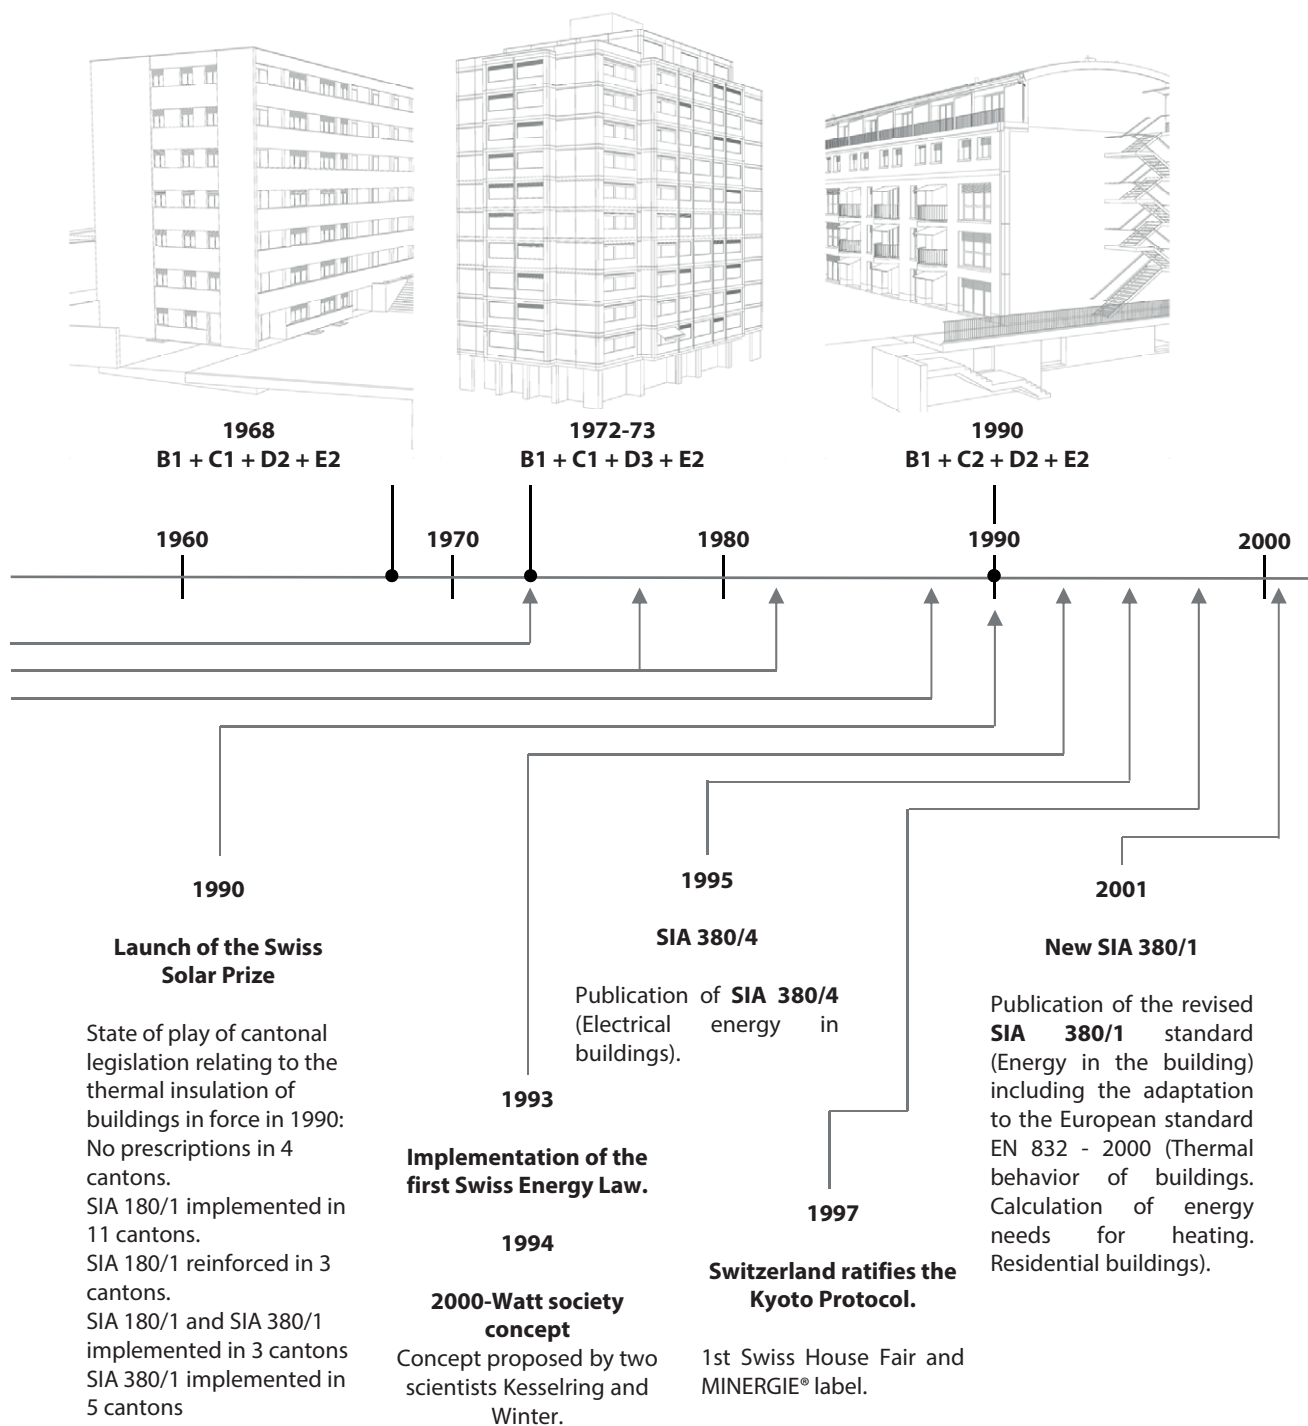 1968
B1 + C1 + D2 + E2
1972-73
B1 + C1 + D3 + E2
1990
B1 + C2 + D2 + E2
1960
1970
1980
1990
2000
1990
Launch of the Swiss
Solar Prize
State of play of cantonal
legislation relating to the
thermal insulation of
buildings in force in 1990:
No prescriptions in 4
cantons.
SIA 180/1 implemented in
11 cantons.
SIA 180/1 reinforced in 3
cantons.
SIA 180/1 and SIA 380/1
implemented in 3 cantons
SIA 380/1 implemented in
5 cantons
1993
Implementation of the
first Swiss Energy Law.
1994
2000-Watt society
concept
Concept proposed by two
scientists Kesselring and
Winter.
1995
SIA 380/4
Publication of SIA 380/4
(Electrical energy in
buildings).
1997
Switzerland ratifies the
Kyoto Protocol.
1st Swiss House Fair and
MINERGIE® label.
2001
New SIA 380/1
Publication of the revised
SIA 380/1 standard
(Energy in the building)
including the adaptation
to the European standard
EN 832 - 2000 (Thermal
behavior of buildings.
Calculation of energy
needs for heating.
Residential buildings).